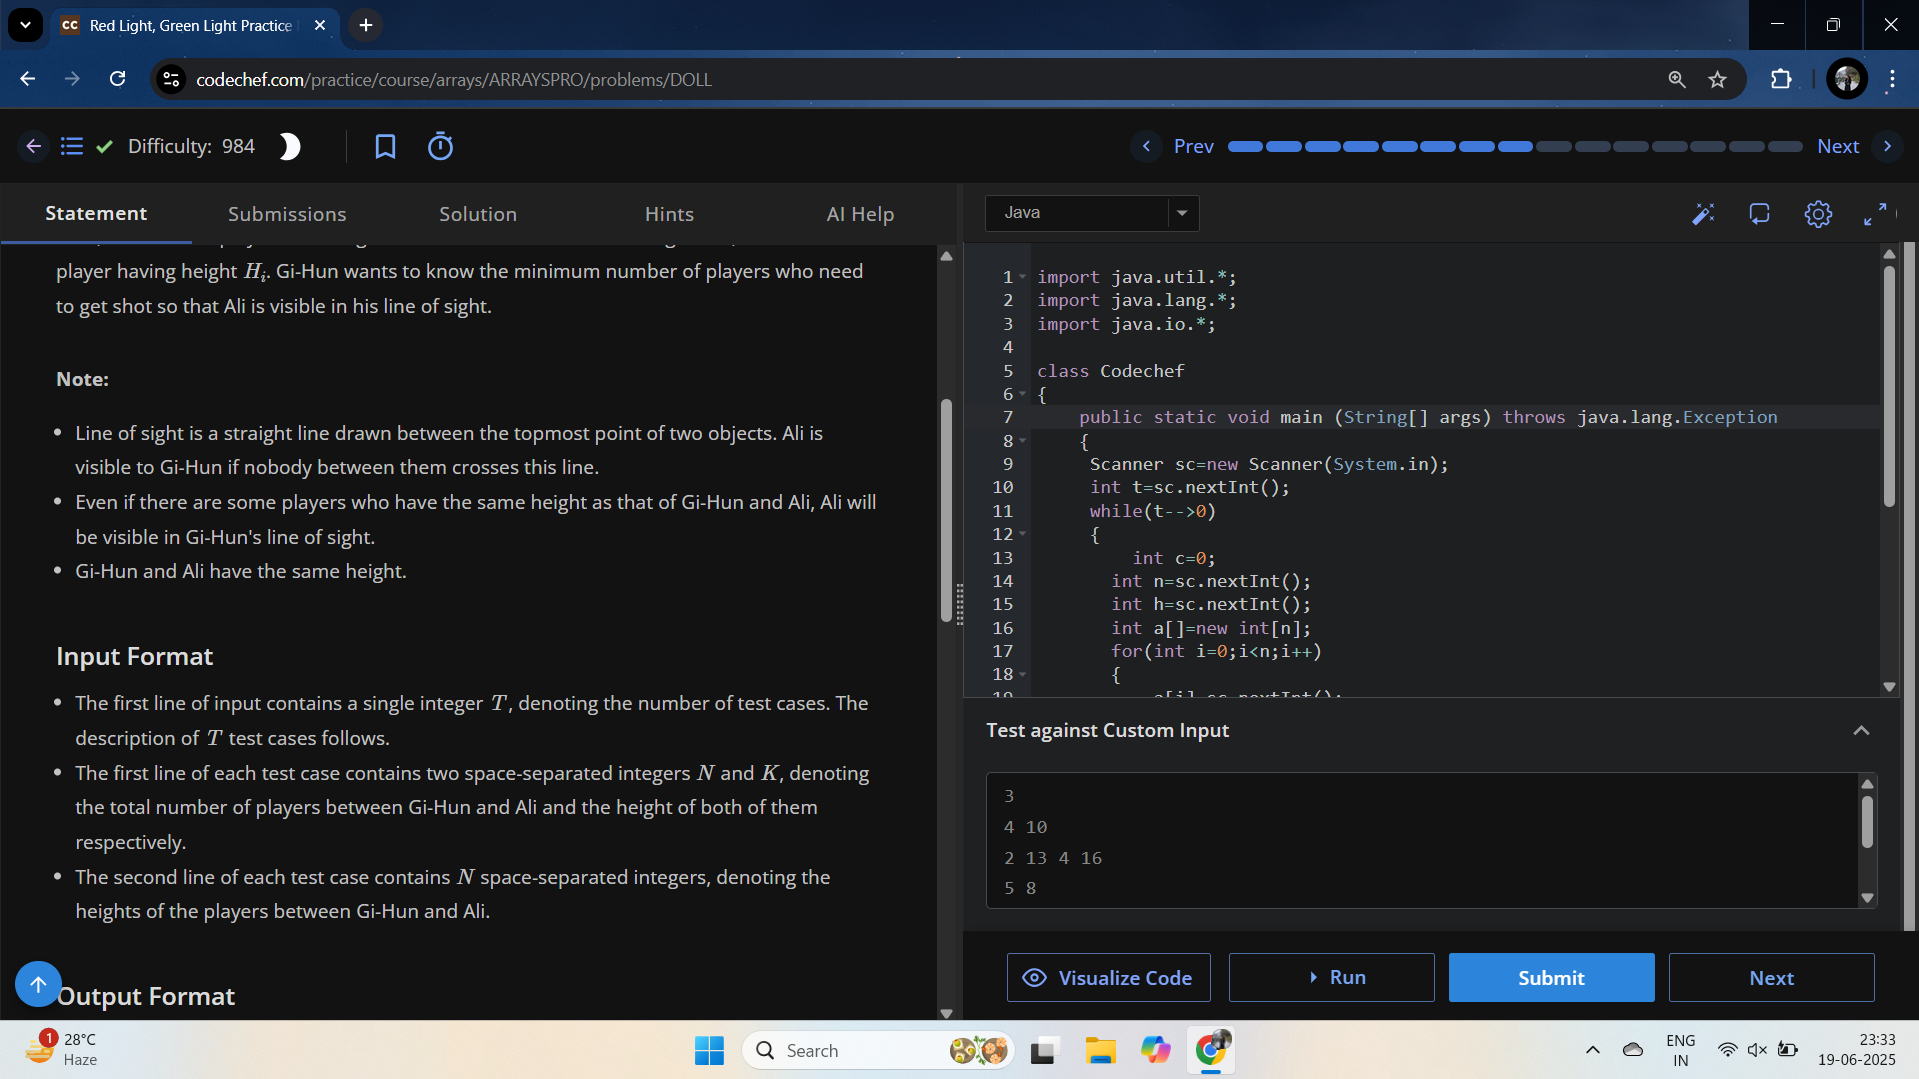 Red Light, Green Light Practice
codechef.com/practice/course/arrays/ARRAYSPRO/problems/DOLL
Difficulty: 984
Prev
Next
Statement
Submissions
Solution
Hints
AI Help
Java
player having height Hi. Gi-Hun wants to know the minimum number of players who need
to get shot so that Ali is visible in his line of sight.
Note:
• Line of sight is a straight line drawn between the topmost point of two objects. Ali is
visible to Gi-Hun if nobody between them crosses this line.
• Even if there are some players who have the same height as that of Gi-Hun and Ali, Ali will
be visible in Gi-Hun's line of sight.
• Gi-Hun and Ali have the same height.
Input Format
• The first line of input contains a single integer T, denoting the number of test cases. The
description of T test cases follows.
• The first line of each test case contains two space-separated integers N and K, denoting
the total number of players between Gi-Hun and Ali and the height of both of them
respectively.
• The second line of each test case contains N space-separated integers, denoting the
heights of the players between Gi-Hun and Ali.
Output Format
1 import java.util.*;
2 import java.lang.*;
3 import java.io.*;
4
5 class Codechef
6 {
7 public static void main (String[] args) throws java.lang.Exception
8 {
9 Scanner sc=new Scanner(System.in);
10 int t=sc.nextInt();
11 while(t-->0)
12 {
13 int c=0;
14 int n=sc.nextInt();
15 int h=sc.nextInt();
16 int a[]=new int[n];
17 for(int i=0;i<n;i++)
18 {
Test against Custom Input
3
4 10
2 13 4 16
5 8
Visualize Code
Run
Submit
Next
1
28°C
Haze
Search
ENG
IN
23:33
19-06-2025